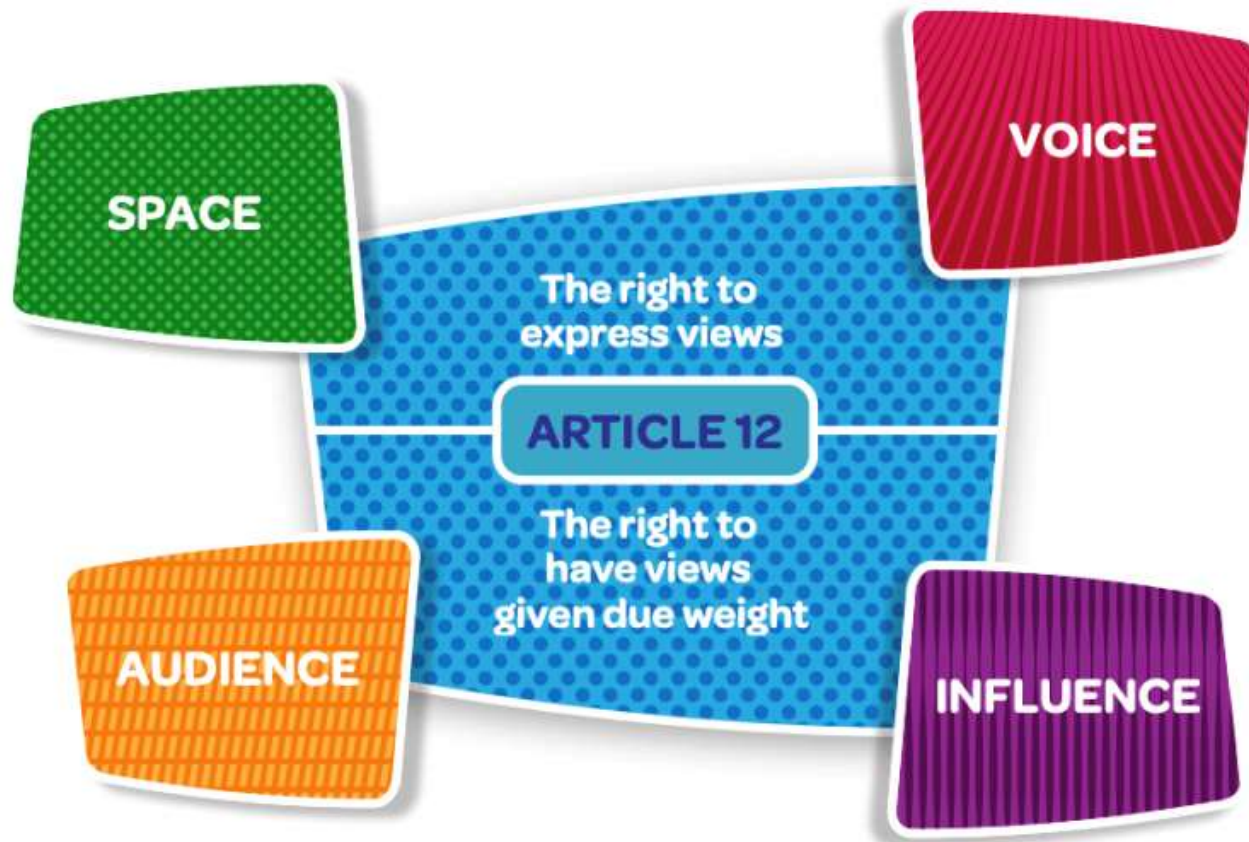 SPACE
VOICE
The right to
express views
ARTICLE 12
The right to
have views
given due weight
AUDIENCE
INFLUENCE